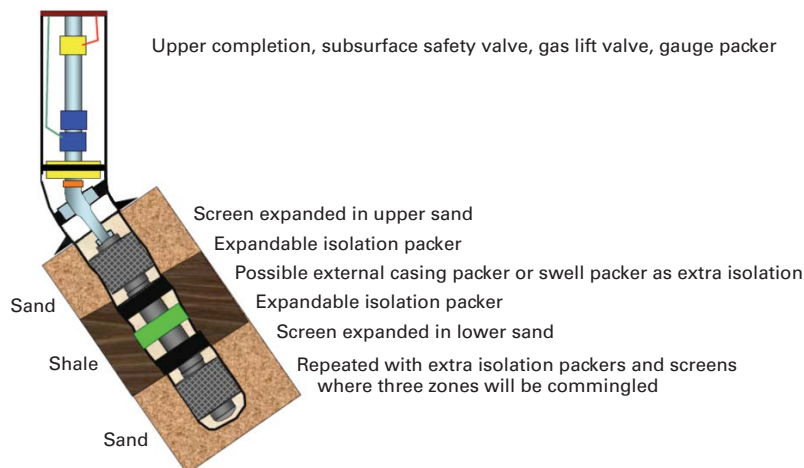 Upper completion, subsurface safety valve, gas lift valve, gauge packer
Screen expanded in upper sand
Expandable isolation packer
Possible external casing packer or swell packer as extra isolation
Sand
Expandable isolation packer
Screen expanded in lower sand
Shale
Repeated with extra isolation packers and screens
where three zones will be commingled
Sand